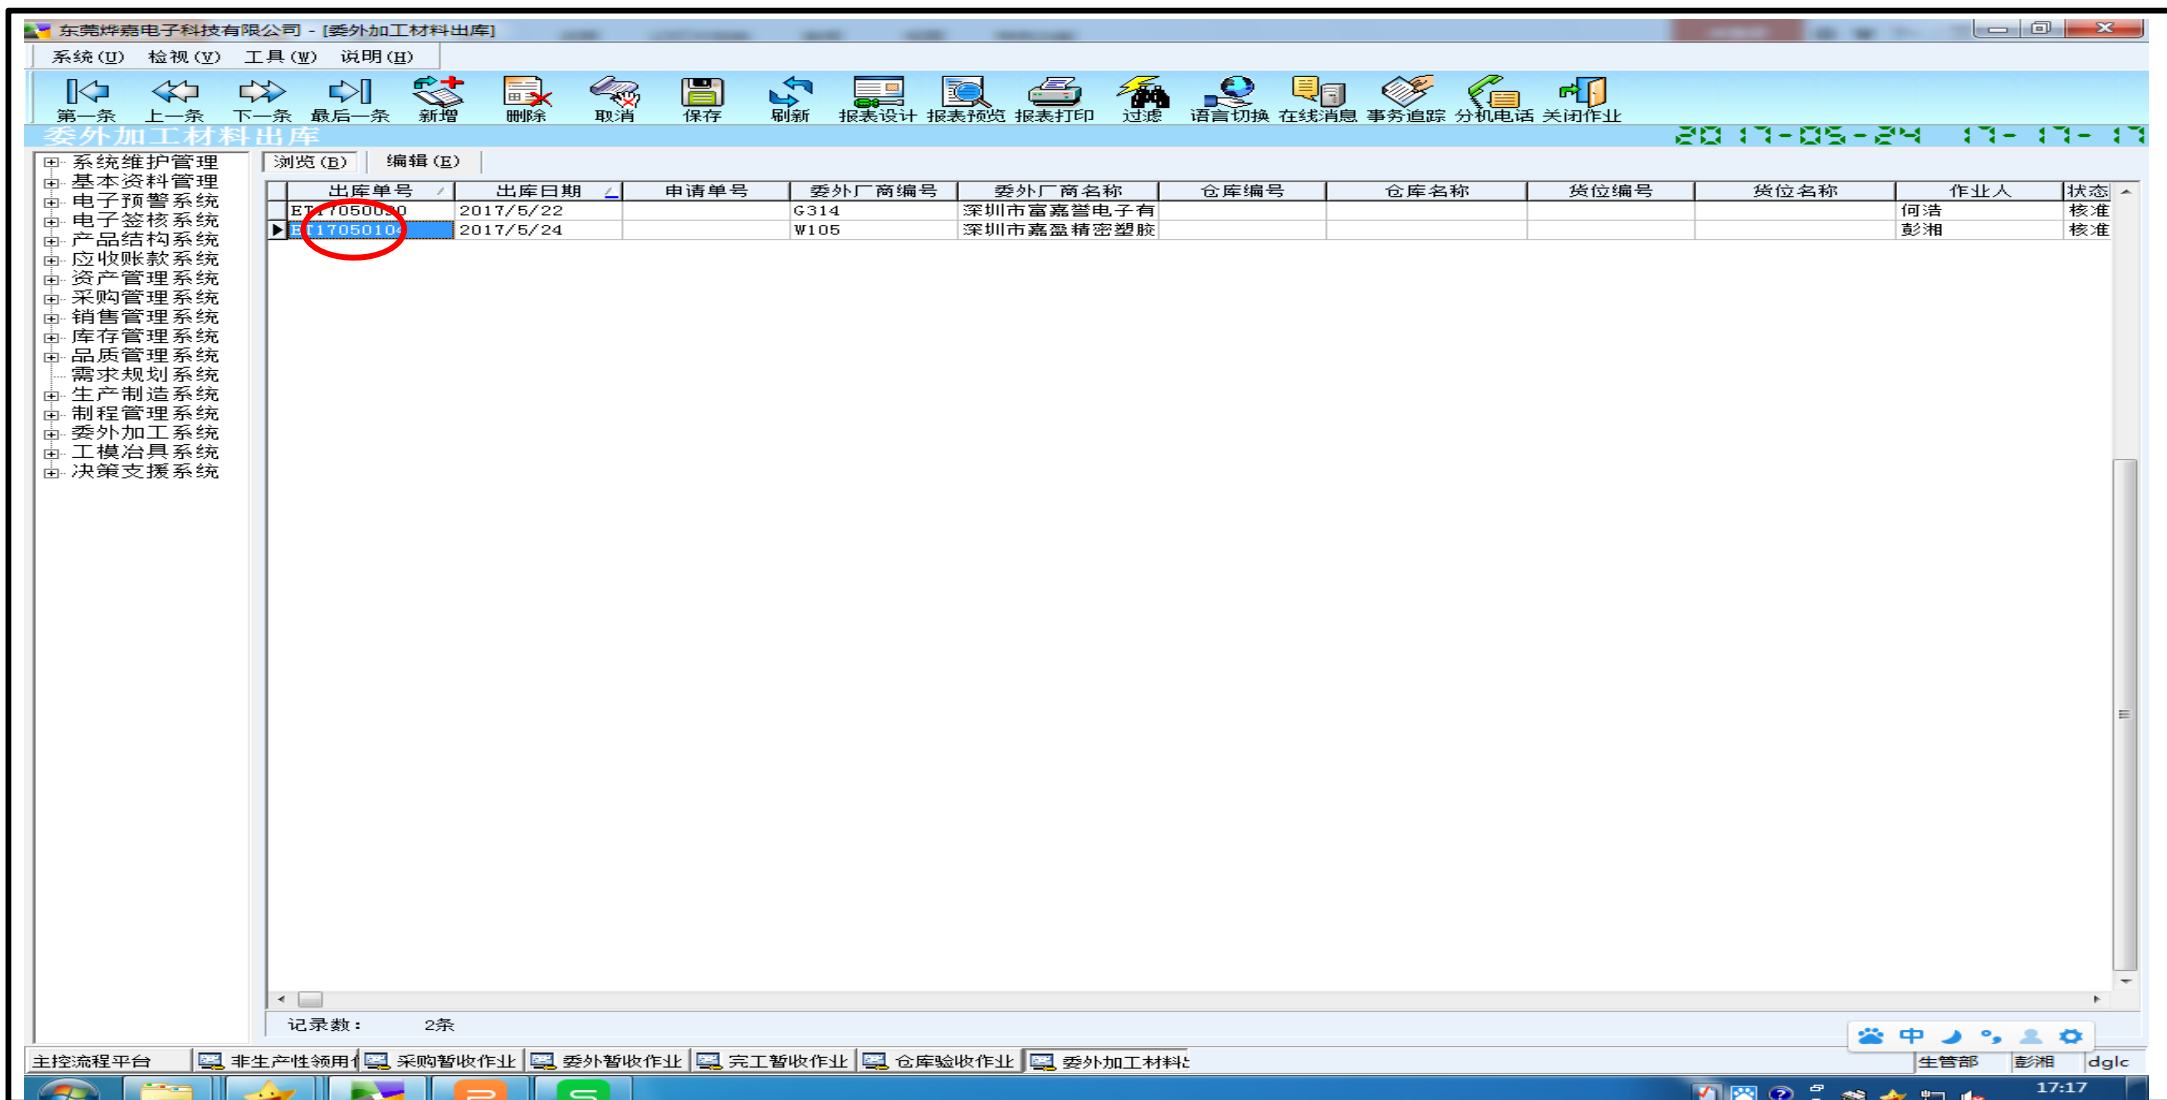 东莞烨嘉电子科技有限公司 - [委外加工材料出库]
系统(U) 检视(V) 工具(W) 说明(H)
第一条 上一条 下一条 最后一条 新增 删除 取消 保存 刷新 报表设计 报表预览 报表打印 过滤 语言切换 在线消息 事务追踪 分机电话 关闭作业
委外加工材料出库 2017-05-24 17-17-17
浏览(B) 编辑(E)
系统维护管理
基本资料管理
电子预警系统
电子签核系统
产品结构系统
应收账款系统
资产管理系统
采购管理系统
销售管理系统
库存管理系统
品质管理系统
需求规划系统
生产制造系统
制程管理系统
委外加工系统
工模冶具系统
决策支援系统
出库单号 出库日期 申请单号 委外厂商编号 委外厂商名称 仓库编号 仓库名称 货位编号 货位名称 作业人 状态
2017/5/22 G314 深圳市富嘉誉电子有 何浩 核准
ET17050104 2017/5/24 W105 深圳市嘉盈精密塑胶 彭湘 核准
记录数: 2条
中
主控流程平台 非生产性领用 采购暂收作业 委外暂收作业 完工暂收作业 仓库验收作业 委外加工材料 生管部 彭湘 dglc
17:17